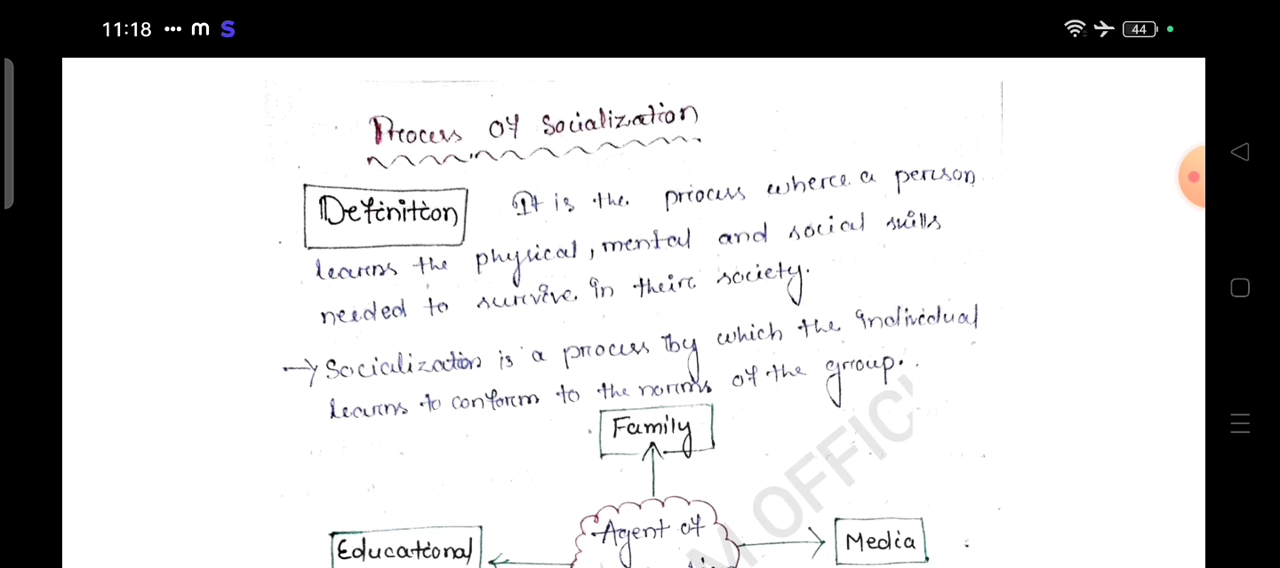 11:18 ••• m S
44
Process Of Socialization
Definition It is the process where a person
learns the physical, mental and social skills
needed to survive in their society.
→ Socialization is a process by which the individual
learns to conform to the norms of the group.
Family
Agent of
Educational
Media
M OFFIC